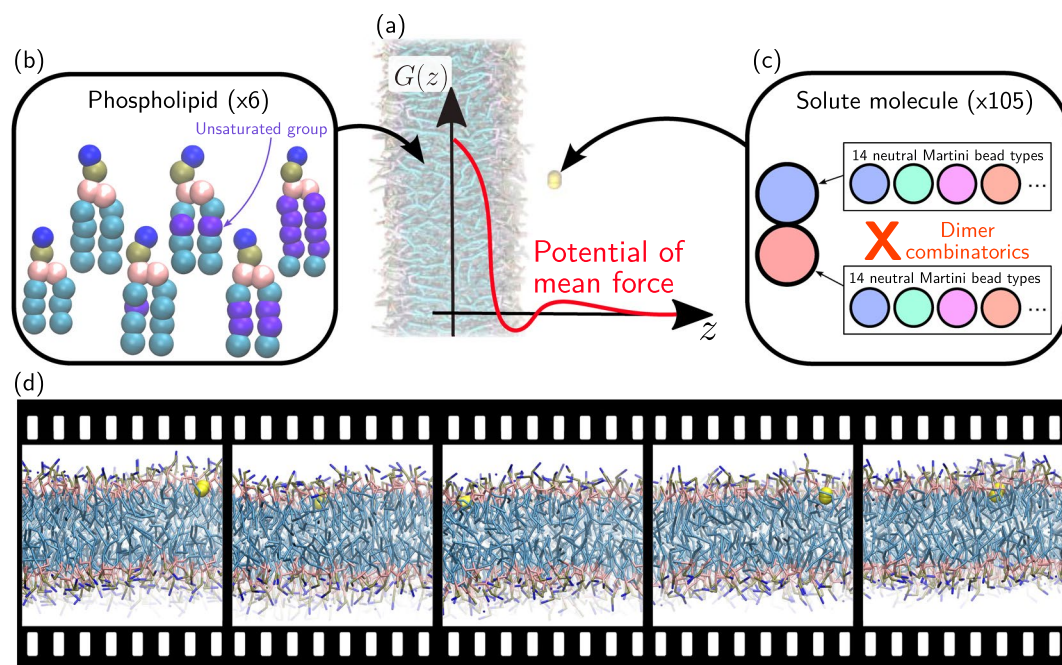 (a)
(b)
(c)
Phospholipid (x6)
Unsaturated group
G(z)
Potential of
mean force
z
Solute molecule (x105)
14 neutral Martini bead types
...
X
Dimer
combinatorics
14 neutral Martini bead types
...
(d)